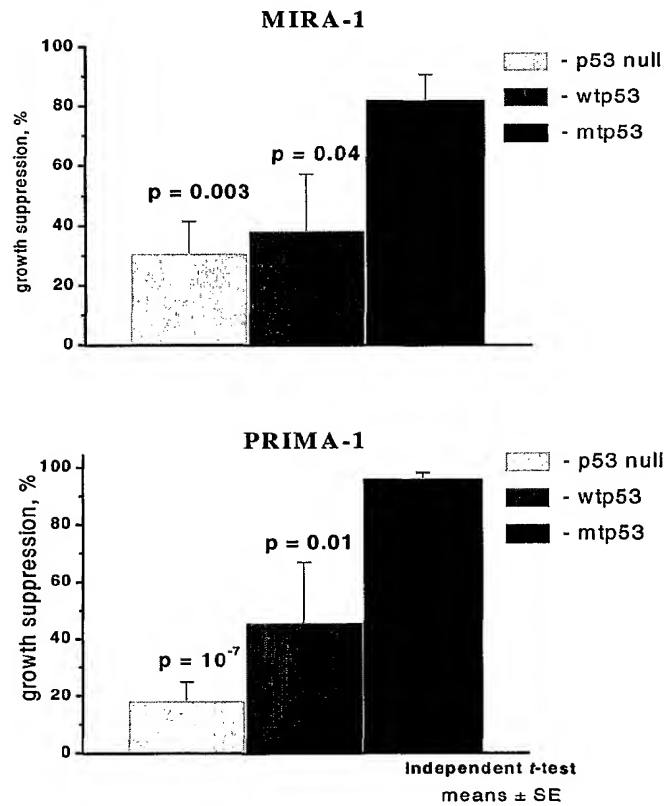 MIRA-1
growth suppression, %
100
80
60
40
20
0
p = 0.003
p = 0.04
- p53 null
- wtp53
- mtp53
PRIMA-1
growth suppression, %
100
80
60
40
20
0
p = 10⁻⁷
p = 0.01
- p53 null
- wtp53
- mtp53
Independent t-test
means ± SE